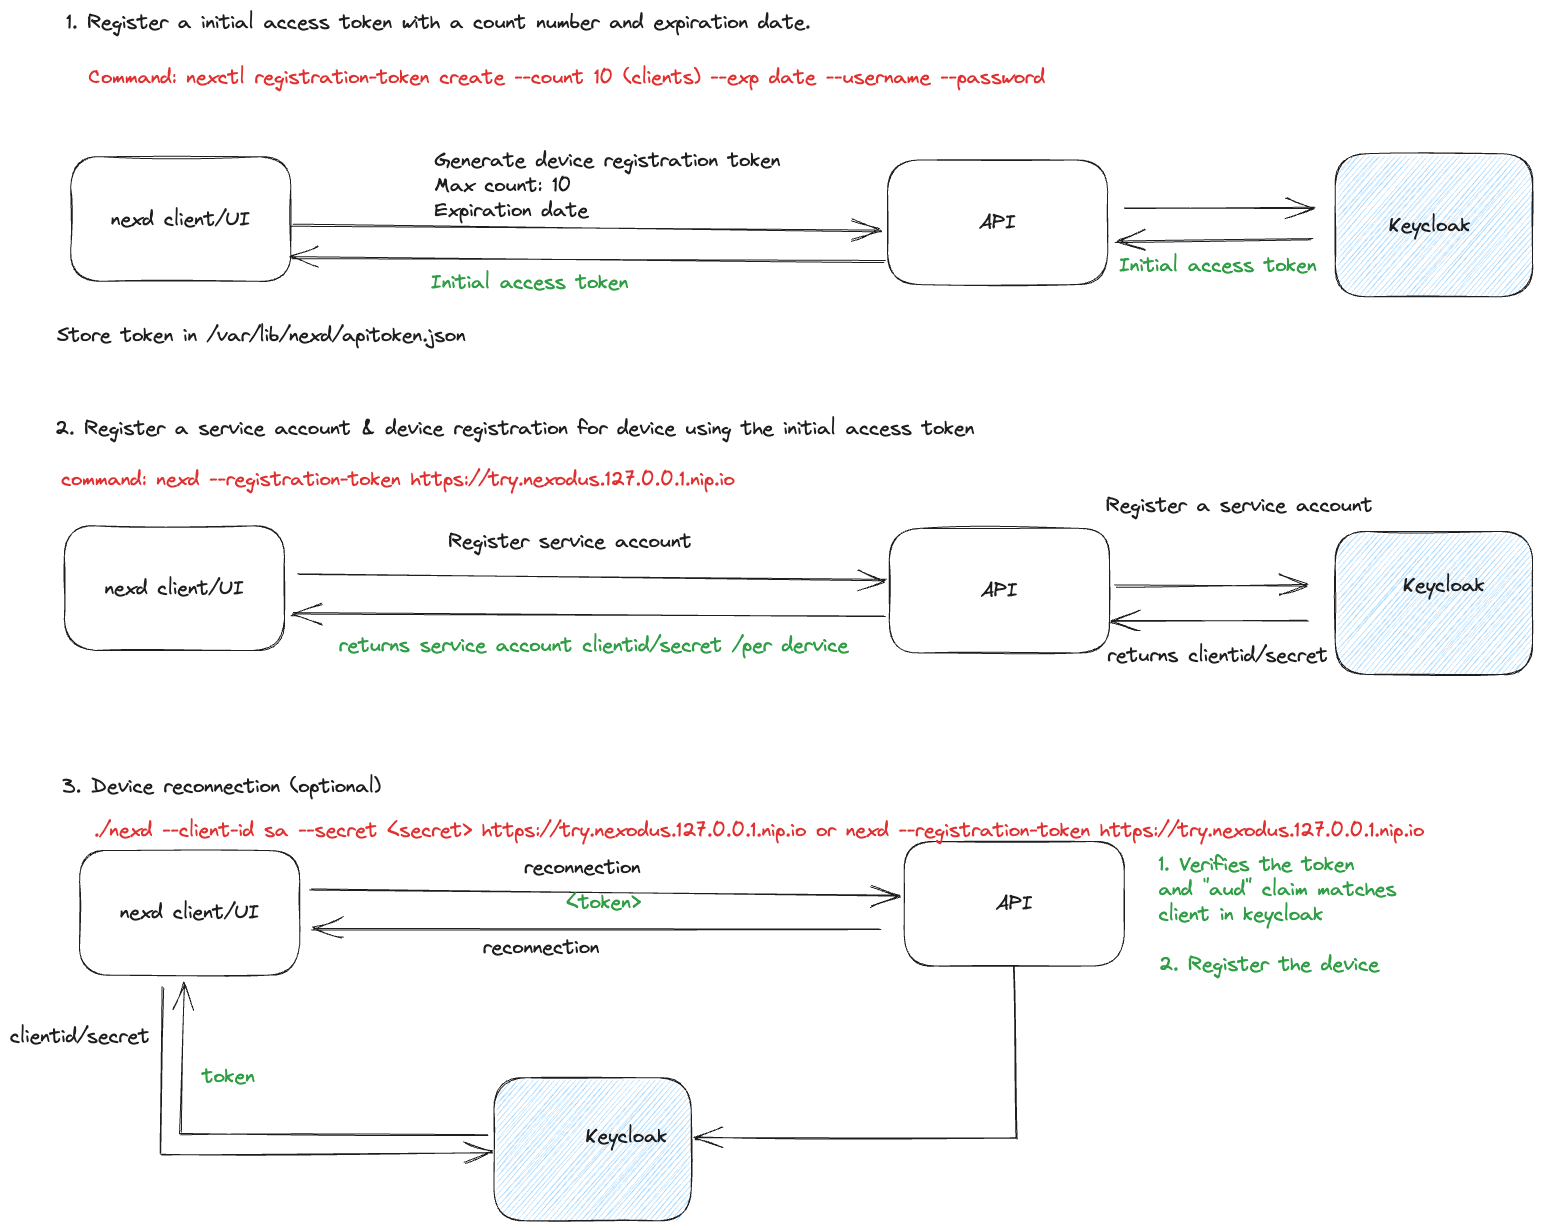 1. Register a initial access token with a count number and expiration date.
Command: nexctl registration-token create --count 10 (clients) --exp date --username --password
Generate device registration token
Max count: 10
Expiration date
nexd client/UI
API
Keycloak
Initial access token
Initial access token
Store token in /var/lib/nexd/apitoken.json
2. Register a service account & device registration for device using the initial access token
command: nexd --registration-token https://try.nexodus.127.0.0.1.nip.io
Register a service account
Register service account
nexd client/UI
API
Keycloak
returns service account clientid/secret /per dervice
returns clientid/secret
3. Device reconnection (optional)
./nexd --client-id sa --secret <secret> https://try.nexodus.127.0.0.1.nip.io or nexd --registration-token https://try.nexodus.127.0.0.1.nip.io
reconnection
<token>
reconnection
nexd client/UI
API
1. Verifies the token
and "aud" claim matches
client in keycloak
2. Register the device
clientid/secret
token
Keycloak